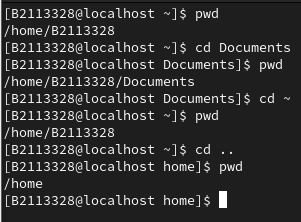 [B2113328@localhost ~]$ pwd
/home/B2113328
[B2113328@localhost ~]$ cd Documents
[B2113328@localhost Documents]$ pwd
/home/B2113328/Documents
[B2113328@localhost Documents]$ cd ~
[B2113328@localhost ~]$ pwd
/home/B2113328
[B2113328@localhost ~]$ cd ..
[B2113328@localhost home]$ pwd
/home
[B2113328@localhost home]$